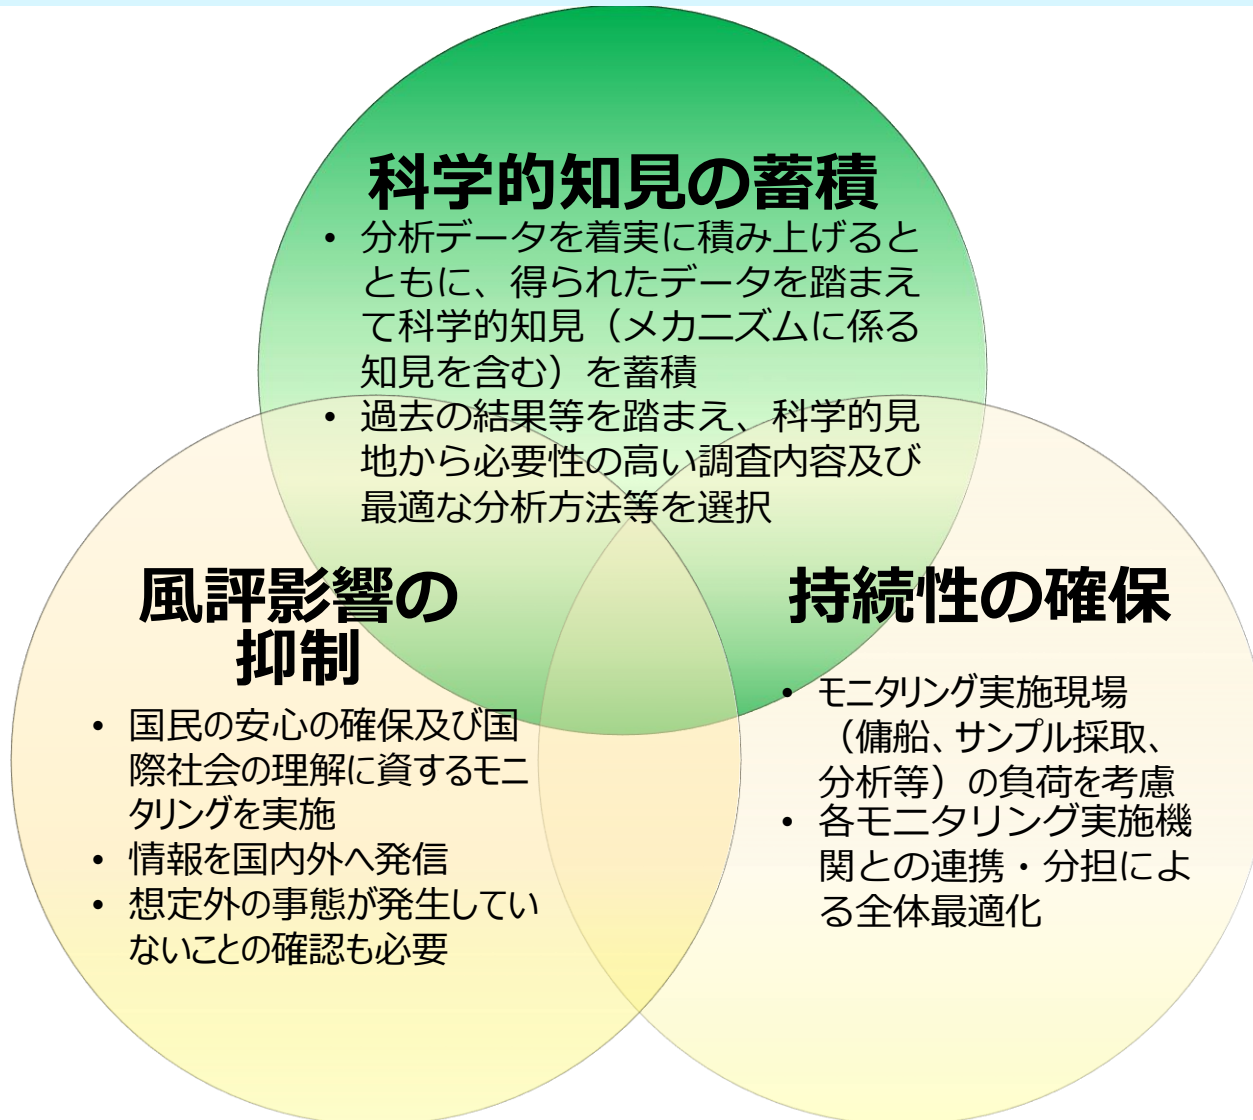 科学的知見の蓄積
• 分析データを着実に積み上げると
ともに、得られたデータを踏まえ
て科学的知見（メカニズムに係る
知見を含む）を蓄積
• 過去の結果等を踏まえ、科学的見
地から必要性の高い調査内容及び
最適な分析方法等を選択
風評影響の
抑制
• 国民の安心の確保及び国
際社会の理解に資するモニ
タリングを実施
• 情報を国内外へ発信
• 想定外の事態が発生してい
ないことの確認も必要
持続性の確保
• モニタリング実施現場
（傭船、サンプル採取、
分析等）の負荷を考慮
• 各モニタリング実施機
関との連携・分担によ
る全体最適化